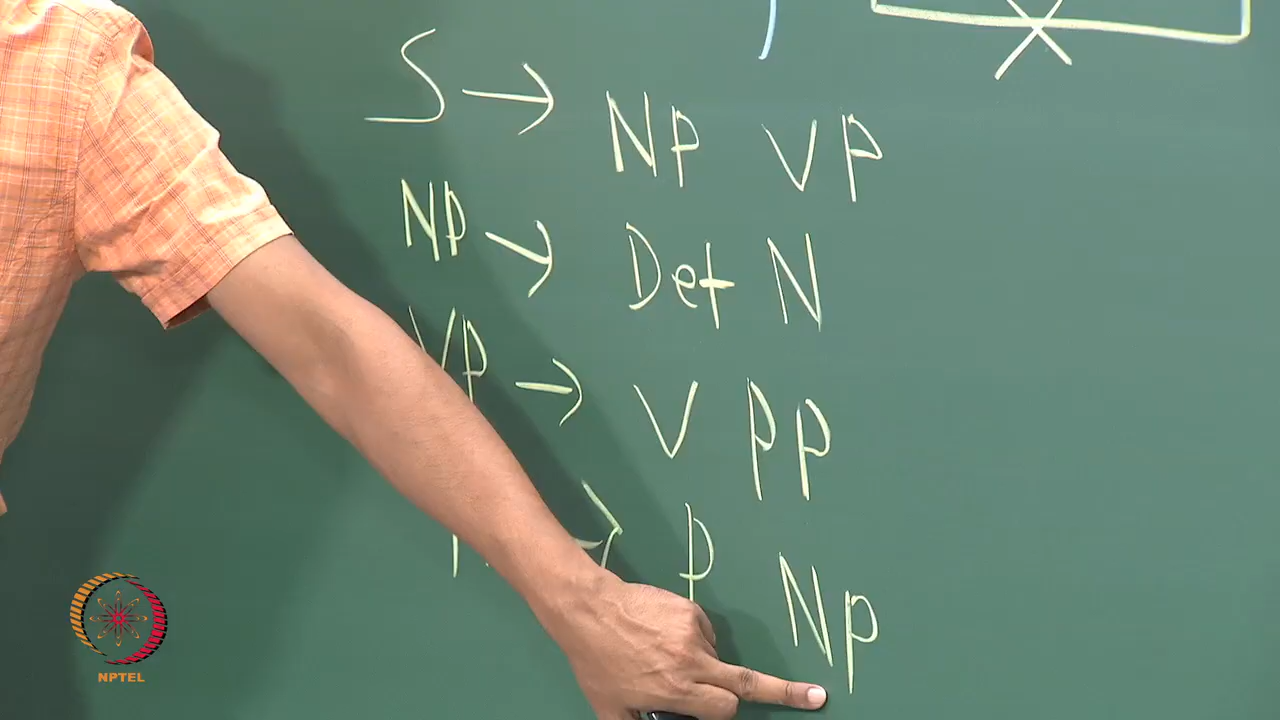 S → NP VP
NP → Det N
VP → V PP
→ P NP
NPTEL